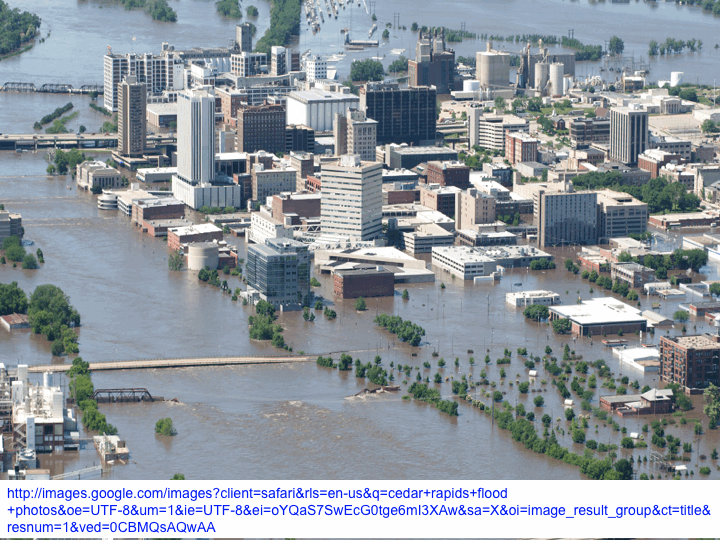 http://images.google.com/images?client=safari&rls=en-us&q=cedar+rapids+flood
+photos&oe=UTF-8&um=1&ie=UTF-8&ei=oYQaS7SwEcG0tge6mI3XAw&sa=X&oi=image_result_group&ct=title&
resnum=1&ved=0CBMQsAQwAA